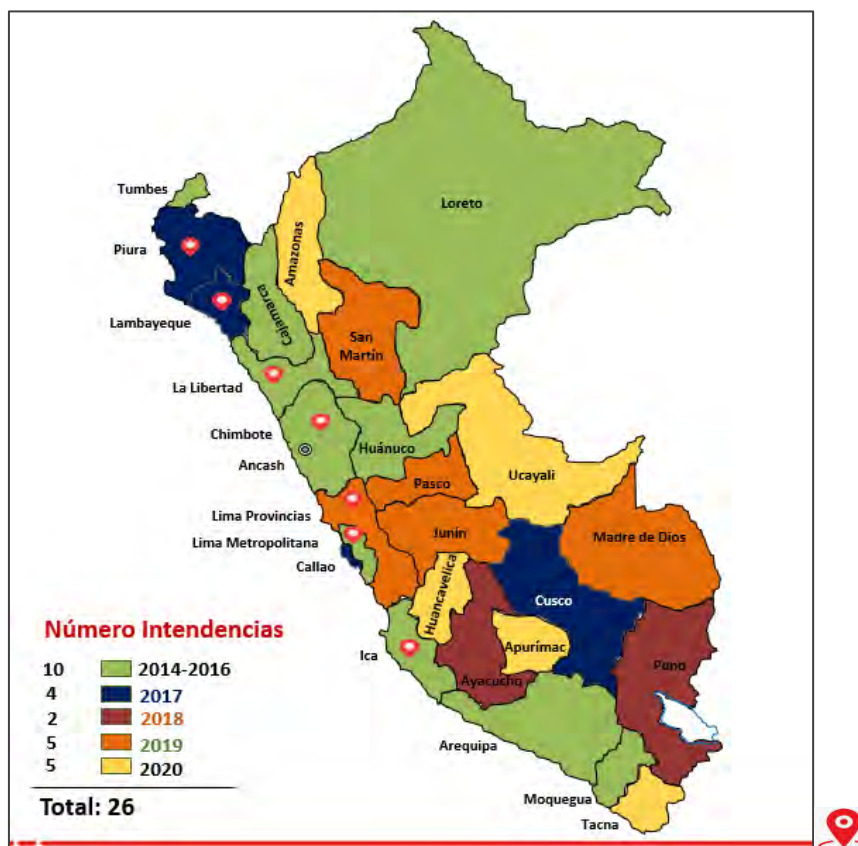 Tumbes
Loreto
Piura
Amazonas
Lambayeque
Cajamarca
San
Martín
La Libertad
Chimbote
Ancash
Huánuco
Ucayali
Pasco
Lima Provincias
Lima Metropolitana
Junín
Madre de Dios
Callao
Huancavelica
Cusco
Ica
Apurímac
Puno
Ayacucho
Arequipa
Moquegua
Tacna
Número Intendencias
10 2014-2016
4 2017
2 2018
5 2019
5 2020
Total: 26